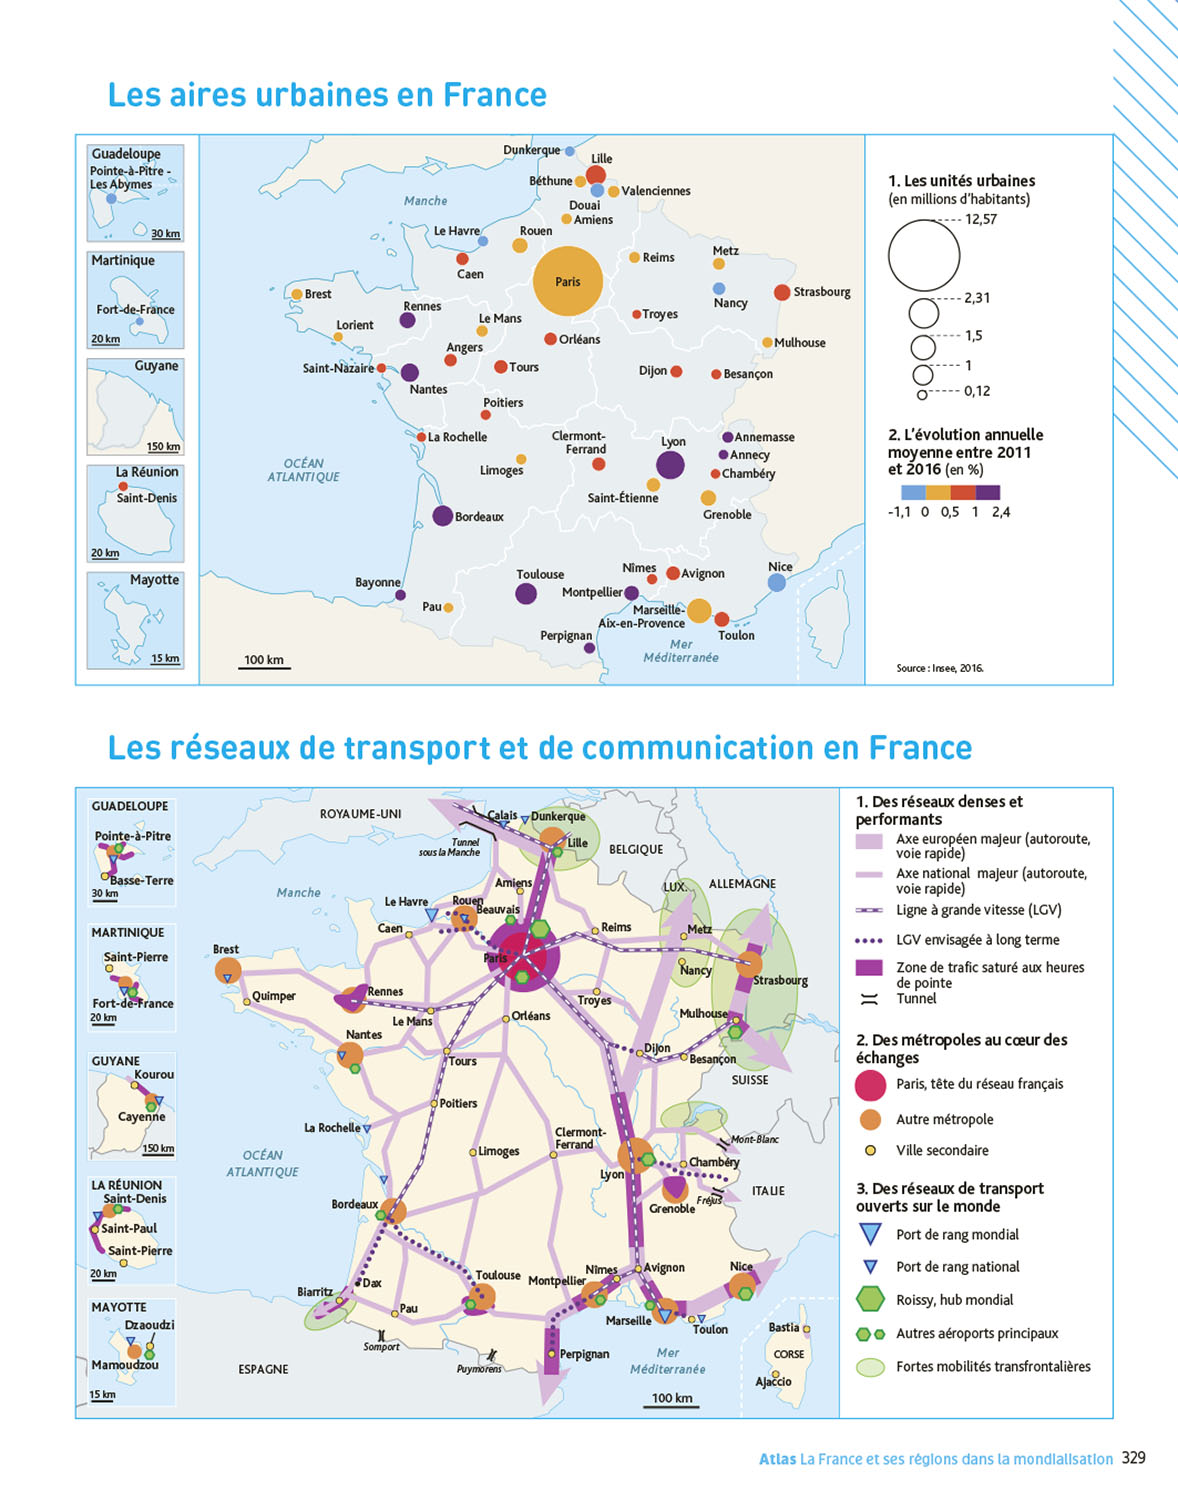 Les aires urbaines en France
Guadeloupe
Pointe-à-Pitre -
Les Abymes
30 km
Martinique
Fort-de-France
20 km
Guyane
150 km
La Réunion
Saint-Denis
20 km
Mayotte
15 km
Dunkerque
Lille
Béthune
Valenciennes
Douai
Amiens
Manche
Le Havre
Rouen
Caen
Reims
Metz
Paris
Nancy
Strasbourg
Brest
Rennes
Lorient
Le Mans
Troyes
Orléans
Mulhouse
Angers
Saint-Nazaire
Tours
Dijon
Besançon
Nantes
Poitiers
La Rochelle
Clermont-
Ferrand
Lyon
Annemasse
Annecy
Chambéry
Limoges
Saint-Étienne
Grenoble
OCÉAN
ATLANTIQUE
Bordeaux
Bayonne
Toulouse
Nîmes
Avignon
Nice
Montpellier
Pau
Marseille-
Aix-en-Provence
Toulon
Perpignan
Mer
Méditerranée
100 km
1. Les unités urbaines
(en millions d'habitants)
12,57
2,31
1,5
1
0,12
2. L'évolution annuelle
moyenne entre 2011
et 2016 (en %)
-1,1 0 0,5 1 2,4
Source : Insee, 2016.
Les réseaux de transport et de communication en France
GUADELOUPE
Pointe-à-Pitre
Basse-Terre
30 km
MARTINIQUE
Saint-Pierre
Fort-de-France
20 km
GUYANE
Kourou
Cayenne
150 km
LA RÉUNION
Saint-Denis
Saint-Paul
Saint-Pierre
20 km
MAYOTTE
Dzaoudzi
Mamoudzou
15 km
ROYAUME-UNI
Calais
Dunkerque
Tunnel
sous la Manche
Lille
BELGIQUE
LUX.
ALLEMAGNE
Manche
Amiens
Le Havre
Rouen
Beauvais
Caen
Reims
Metz
Paris
Brest
Nancy
Strasbourg
Quimper
Rennes
Le Mans
Orléans
Troyes
Mulhouse
Nantes
Tours
Dijon
Besançon
SUISSE
Poitiers
La Rochelle
Clermont-
Ferrand
Limoges
Mont-Blanc
OCÉAN
ATLANTIQUE
Lyon
Chambéry
ITALIE
Fréjus
Grenoble
Bordeaux
Nîmes
Avignon
Nice
Dax
Biarritz
Toulouse
Montpellier
Pau
Marseille
Toulon
Somport
Puymorens
Perpignan
ESPAGNE
Mer
Méditerranée
100 km
Bastia
CORSE
Ajaccio
1. Des réseaux denses et
performants
Axe européen majeur (autoroute,
voie rapide)
Axe national majeur (autoroute,
voie rapide)
Ligne à grande vitesse (LGV)
LGV envisagée à long terme
Zone de trafic saturé aux heures
de pointe
Tunnel
2. Des métropoles au cœur des
échanges
Paris, tête du réseau français
Autre métropole
Ville secondaire
3. Des réseaux de transport
ouverts sur le monde
Port de rang mondial
Port de rang national
Roissy, hub mondial
Autres aéroports principaux
Fortes mobilités transfrontalières
Atlas La France et ses régions dans la mondialisation 329